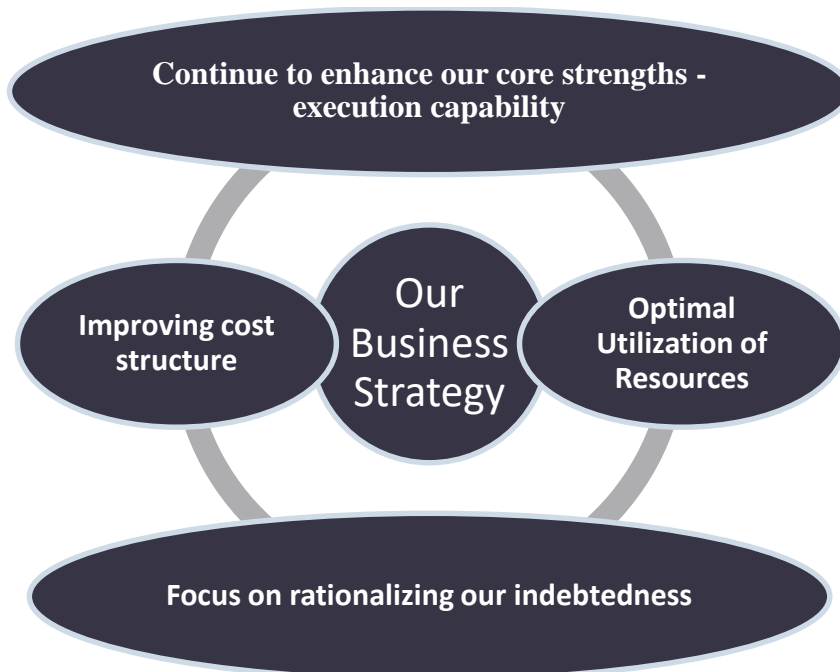 Continue to enhance our core strengths -
execution capability
Improving cost
structure
Our
Business
Strategy
Optimal
Utilization of
Resources
Focus on rationalizing our indebtedness